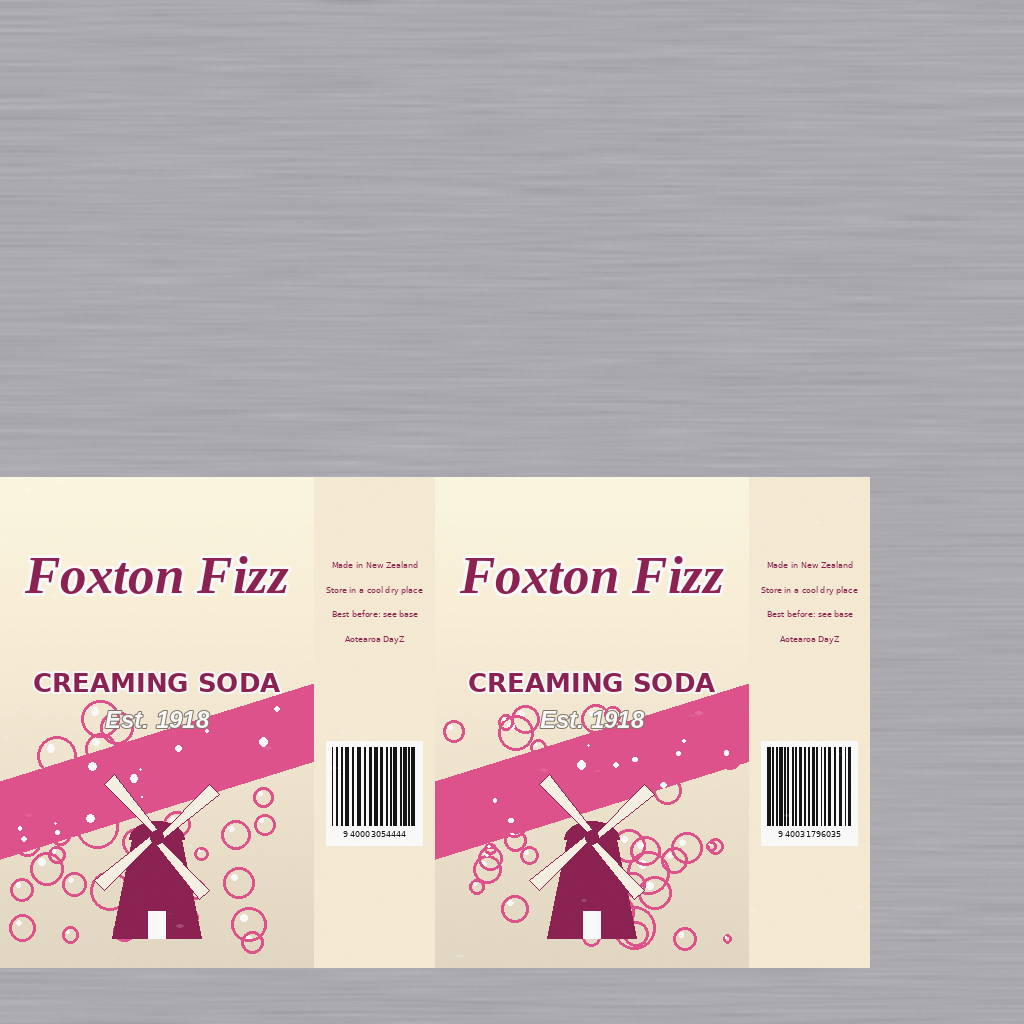 Foxton Fizz
CREAMING SODA
Est. 1918
Made in New Zealand
Store in a cool dry place
Best before: see base
Aotearoa DayZ
9 40003054444
Foxton Fizz
CREAMING SODA
Est. 1918
Made in New Zealand
Store in a cool dry place
Best before: see base
Aotearoa DayZ
9 40031796035